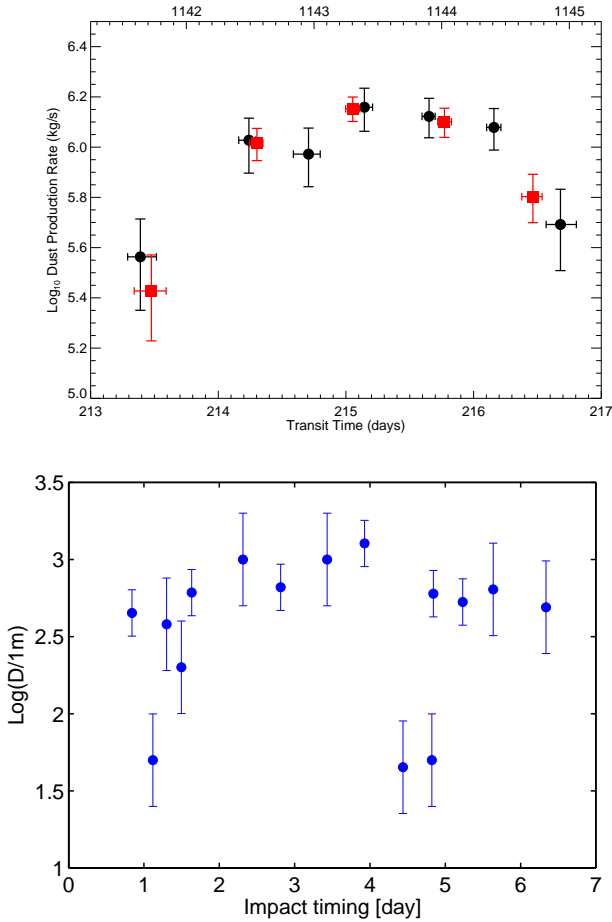 1142 1143 1144 1145
6.4
6.2
6.0
5.8
5.6
5.4
5.2
5.0
Log₁₀ Dust Production Rate (kg/s)
213 214 215 216 217
Transit Time (days)
3.5
3
2.5
2
1.5
1
Log(D/1m)
0 1 2 3 4 5 6 7
Impact timing [day]